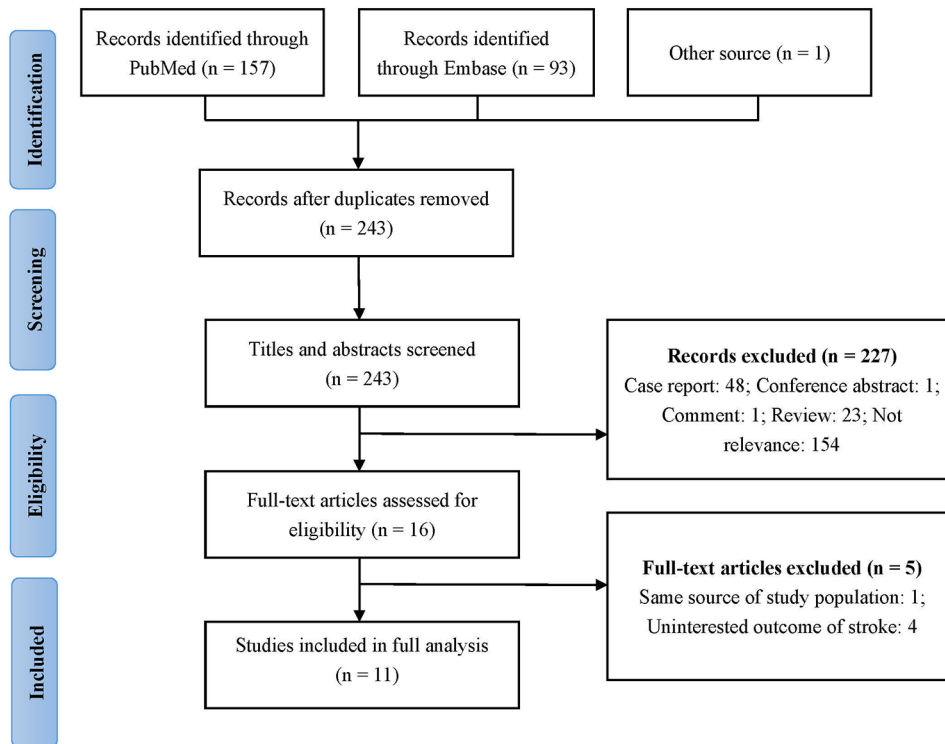 Identification
Records identified through
PubMed (n = 157)
Records identified
through Embase (n = 93)
Other source (n = 1)
Records after duplicates removed
(n = 243)
Screening
Titles and abstracts screened
(n = 243)
Records excluded (n = 227)
Case report: 48; Conference abstract: 1;
Comment: 1; Review: 23; Not
relevance: 154
Eligibility
Full-text articles assessed for
eligibility (n = 16)
Full-text articles excluded (n = 5)
Same source of study population: 1;
Uninterested outcome of stroke: 4
Included
Studies included in full analysis
(n = 11)